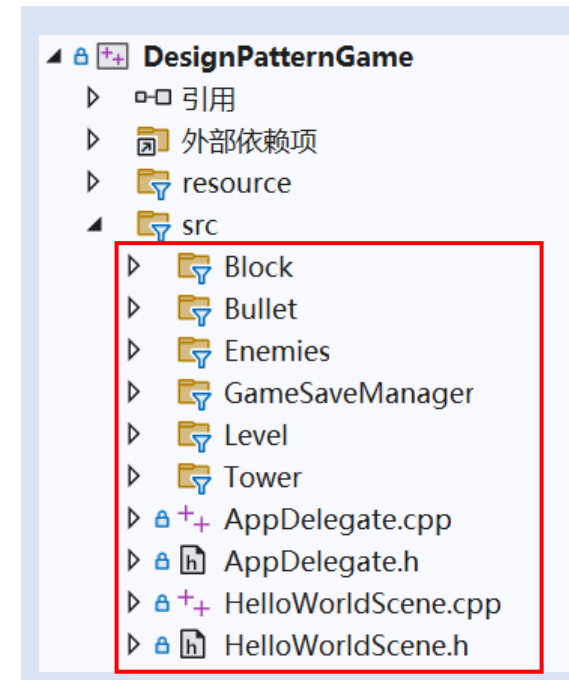 DesignPatternGame
引用
外部依赖项
resource
src
Block
Bullet
Enemies
GameSaveManager
Level
Tower
++ AppDelegate.cpp
h AppDelegate.h
++ HelloWorldScene.cpp
h HelloWorldScene.h